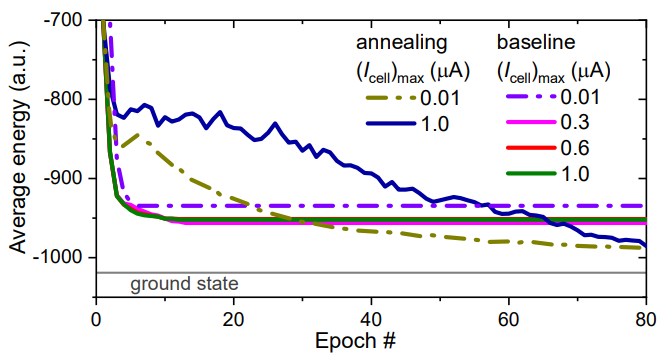 -700
-800
-900
-1000
Average energy (a.u.)
annealing
(Icell)max (μA)
0.01
1.0
baseline
(Icell)max (μA)
0.01
0.3
0.6
1.0
ground state
0
20
40
60
80
Epoch #